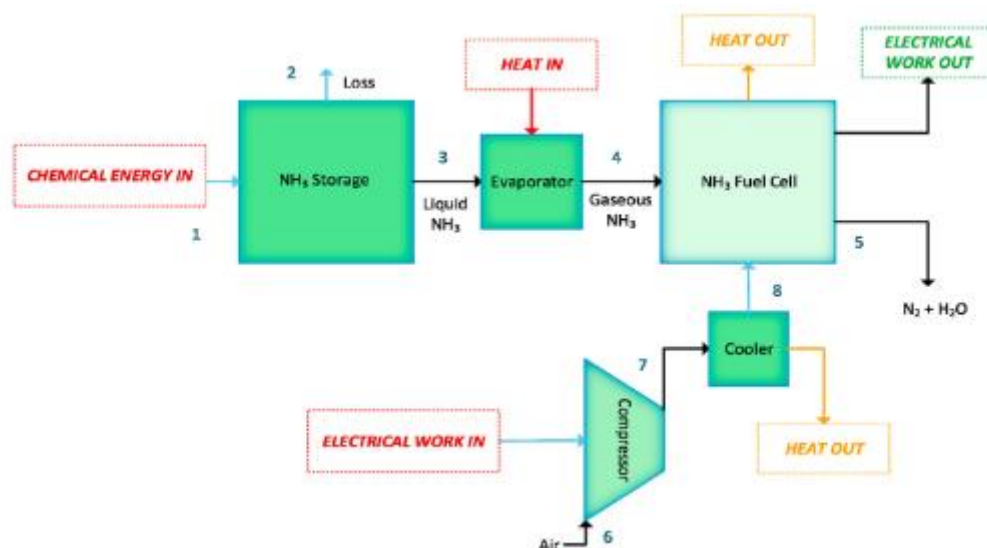 HEAT OUT
ELECTRICAL
WORK OUT
HEAT IN
2
Loss
CHEMICAL ENERGY IN
1
NH₃ Storage
3
Liquid
NH₃
Evaporator
4
Gaseous
NH₃
NH₃ Fuel Cell
5
N₂ + H₂O
8
Cooler
7
Compressor
ELECTRICAL WORK IN
HEAT OUT
Air
6